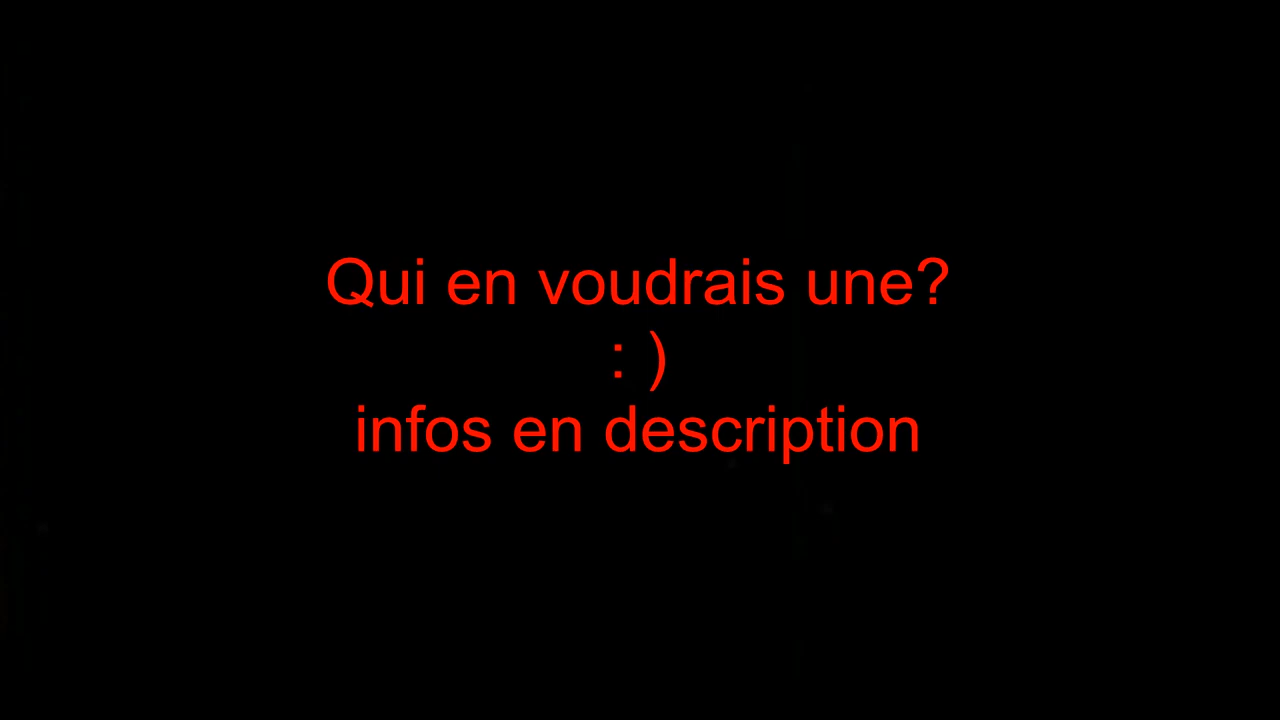 Qui en voudrais une?
: )
infos en description